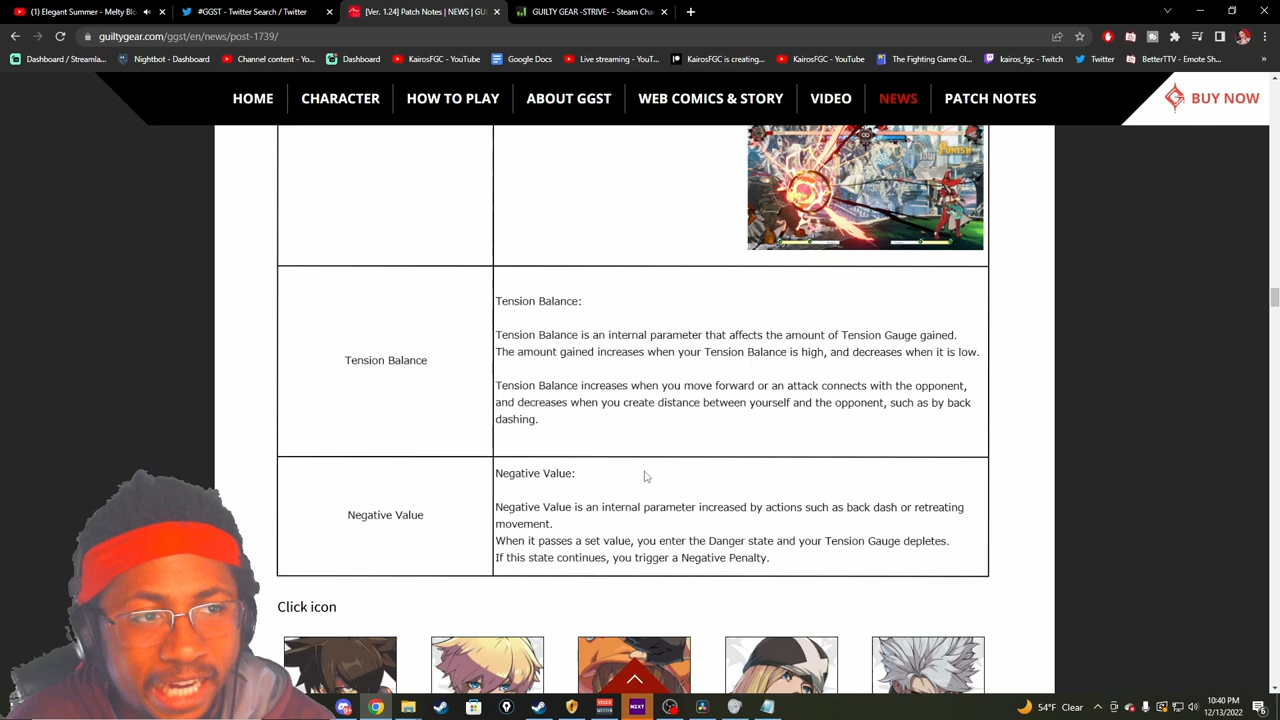 (1) Elegant Summer - Melty Blo
#GGST - Twitter Search / Twitter
[Ver. 1.24] Patch Notes | NEWS | GU
GUILTY GEAR -STRIVE- - Steam Cha
guiltygear.com/ggst/en/news/post-1739/
Dashboard / Streamla...
Nightbot - Dashboard
Channel content - Yo...
Dashboard
KairosFGC - YouTube
Live streaming - YouT...
KairosFGC is creating...
KairosFGC - YouTube
The Fighting Game Gl...
kairos_fgc - Twitch
Twitter
BetterTTV - Emote Sh...
HOME
CHARACTER
HOW TO PLAY
ABOUT GGST
WEB COMICS & STORY
VIDEO
NEWS
PATCH NOTES
BUY NOW
PUNISH
Tension Balance
Tension Balance:
Tension Balance is an internal parameter that affects the amount of Tension Gauge gained.
The amount gained increases when your Tension Balance is high, and decreases when it is low.
Tension Balance increases when you move forward or an attack connects with the opponent,
and decreases when you create distance between yourself and the opponent, such as by back
dashing.
Negative Value
Negative Value:
Negative Value is an internal parameter increased by actions such as back dash or retreating
movement.
When it passes a set value, you enter the Danger state and your Tension Gauge depletes.
If this state continues, you trigger a Negative Penalty.
Click icon
NZXT
54°F Clear
10:40 PM
12/13/2022